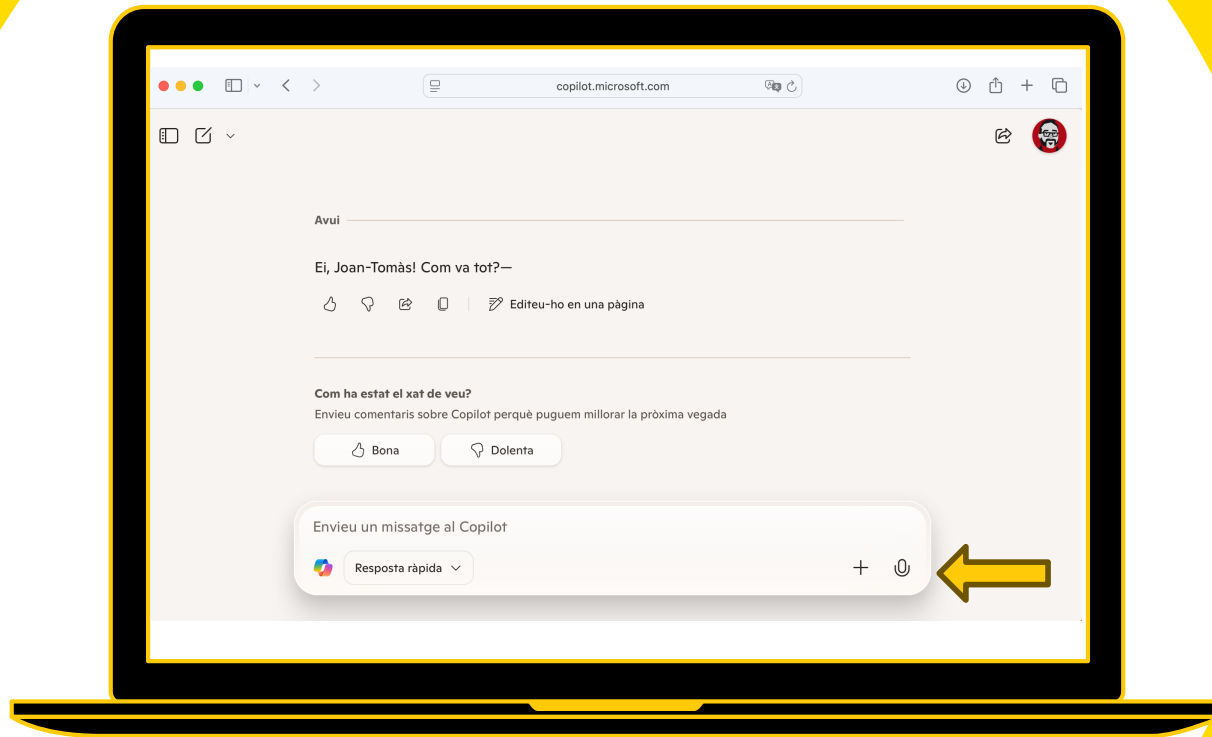 copilot.microsoft.com
Avui
Ei, Joan-Tomàs! Com va tot?—
Editeu-ho en una pàgina
Com ha estat el xat de veu?
Envieu comentaris sobre Copilot perquè puguem millorar la pròxima vegada
Bona Dolenta
Envieu un missatge al Copilot
Resposta ràpida